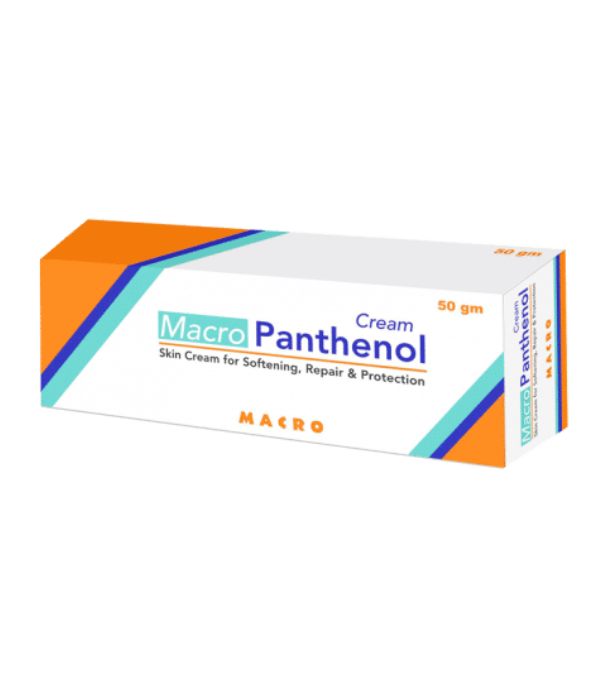 50 gm
50 gm
Cream
Macro Panthenol
Skin Cream for Softening, Repair & Protection
MACRO
Cream
Macro Panthenol
Skin Cream for Softening, Repair & Protection
MACRO